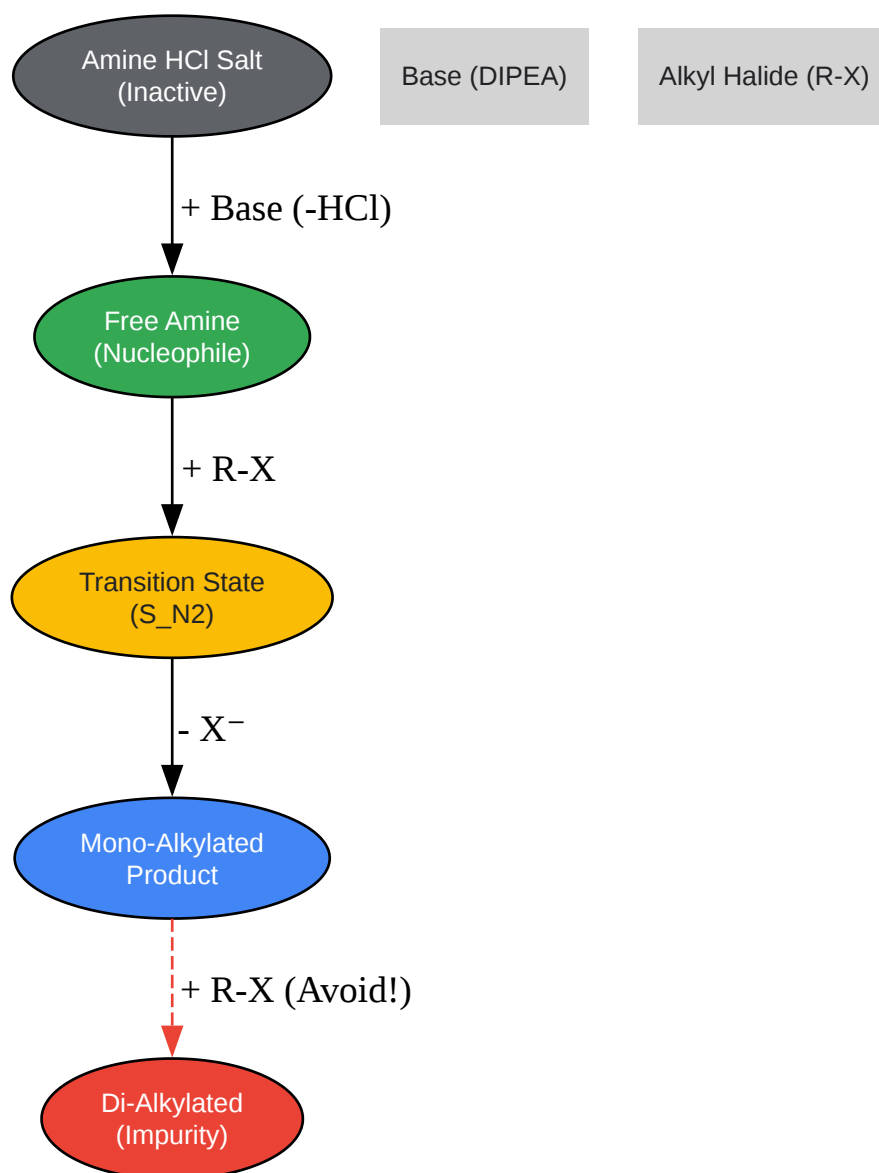 Amine HCl Salt
(Inactive)
Base (DIPEA)
Alkyl Halide (R-X)
+ Base (-HCl)
Free Amine
(Nucleophile)
+ R-X
Transition State
(S_N2)
- X⁻
Mono-Alkylated
Product
+ R-X (Avoid!)
Di-Alkylated
(Impurity)